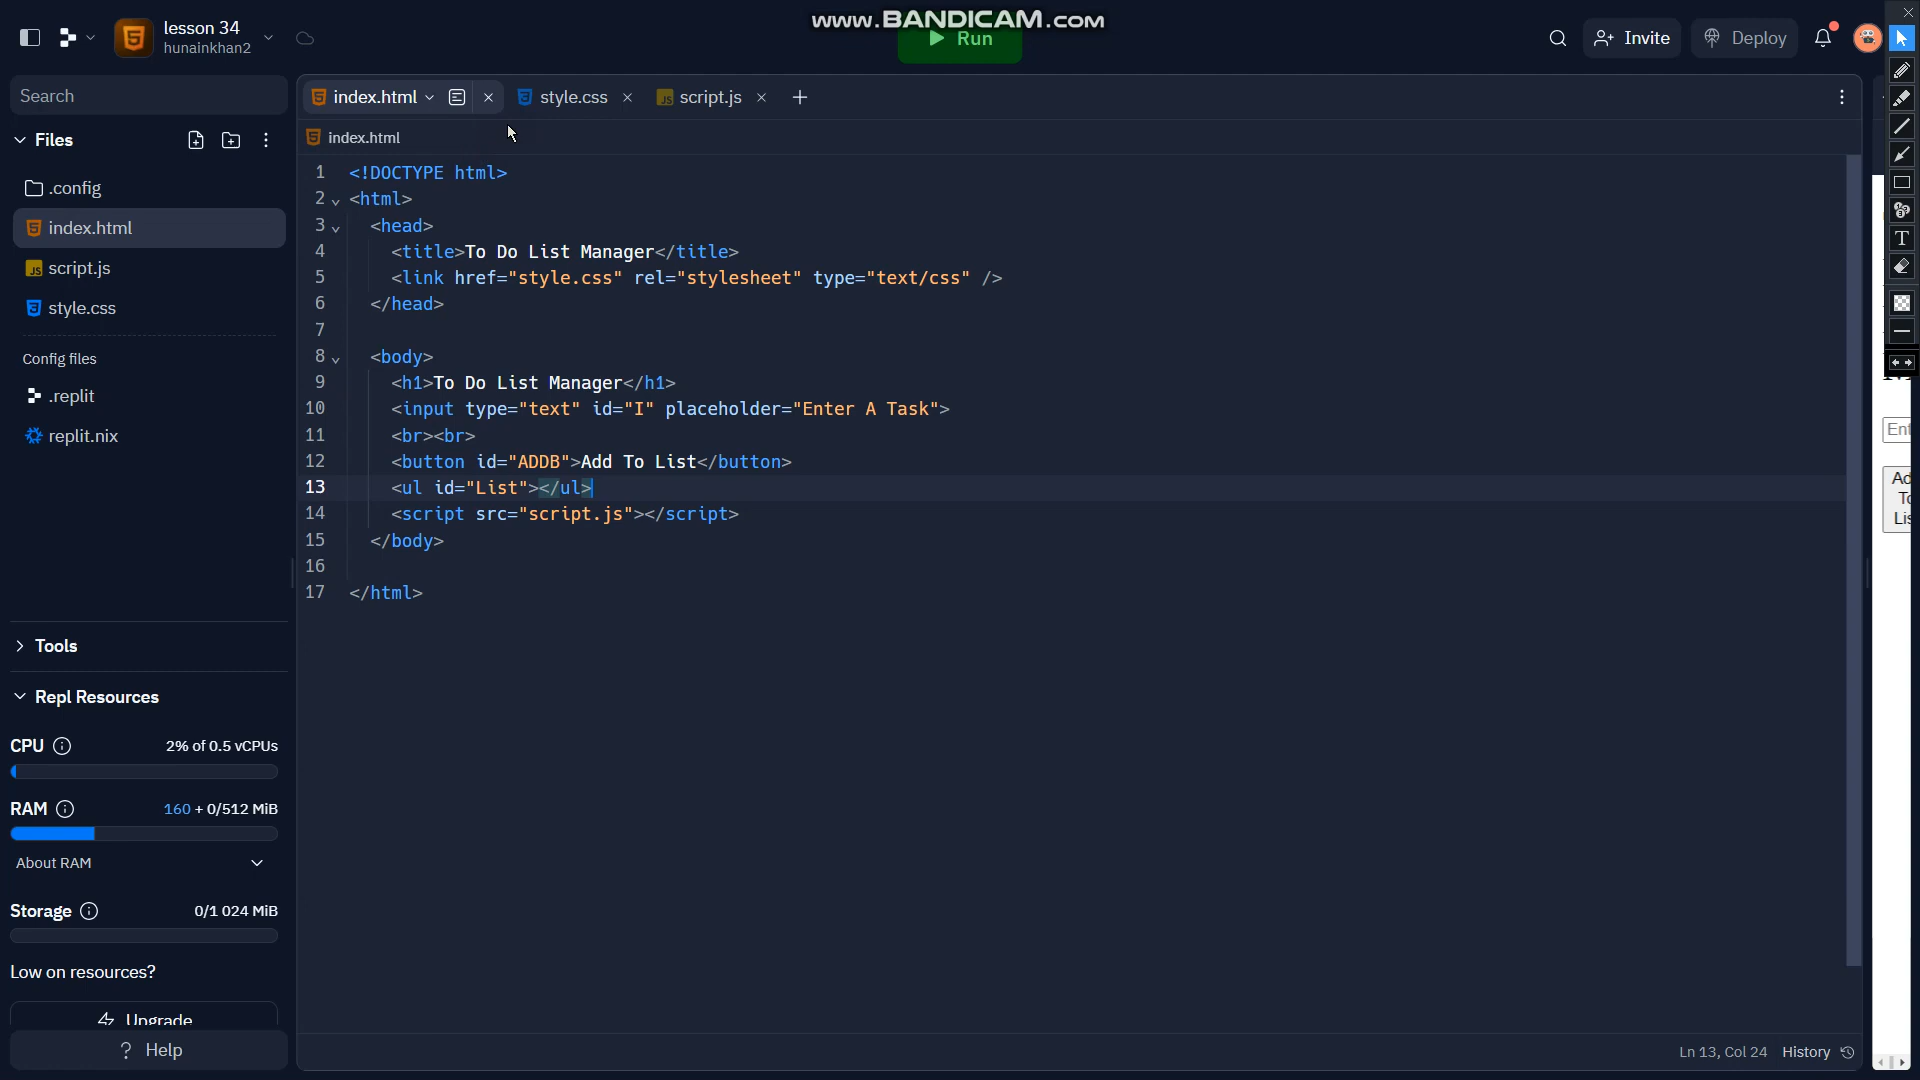 www.BANDICAM.com
lesson 34
hunainkhan2
Run
Invite
Deploy
Search
index.html
style.css
script.js
Files
index.html
.config
index.html
script.js
style.css
Config files
.replit
replit.nix
Tools
Repl Resources
CPU
2% of 0.5 vCPUs
RAM
160 + 0/512 MiB
About RAM
Storage
0/1 024 MiB
Low on resources?
Upgrade
Help
1 <!DOCTYPE html>
2 <html>
3 <head>
4 <title>To Do List Manager</title>
5 <link href="style.css" rel="stylesheet" type="text/css" />
6 </head>
7
8 <body>
9 <h1>To Do List Manager</h1>
10 <input type="text" id="I" placeholder="Enter A Task">
11 <br><br>
12 <button id="ADDB">Add To List</button>
13 <ul id="List"></ul>
14 <script src="script.js"></script>
15 </body>
16
17 </html>
Ent
Ad
To
Lis
T
Ln 13, Col 24 History